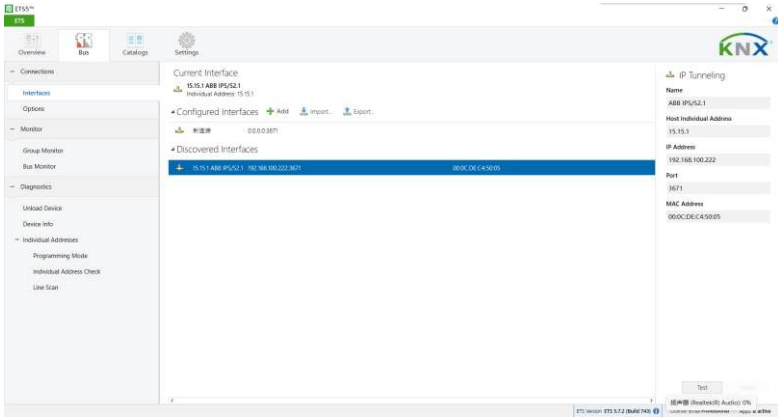 ETS5™
ETS
Overview
Bus
Catalogs
Settings
KNX
Connections
Interfaces
Options
Monitor
Group Monitor
Bus Monitor
Diagnostics
Unload Device
Device Info
Individual Addresses
Programming Mode
Individual Address Check
Line Scan
Current Interface
15.15.1 ABB IPS/S2.1
Individual Address: 15.15.1
Configured Interfaces Add Import... Export...
新连接 0.0.0.0:3671
Discovered Interfaces
15.15.1 ABB IPS/S2.1 192.168.100.222:3671 00:0C:DE:C4:50:05
IP Tunneling
Name
ABB IPS/S2.1
Host Individual Address
15.15.1
IP Address
192.168.100.222
Port
3671
MAC Address
00:0C:DE:C4:50:05
Test
扬声器 (Realtek(R) Audio): 0%
ETS Version ETS 5.7.2 (Build 743)
Apps 0 active